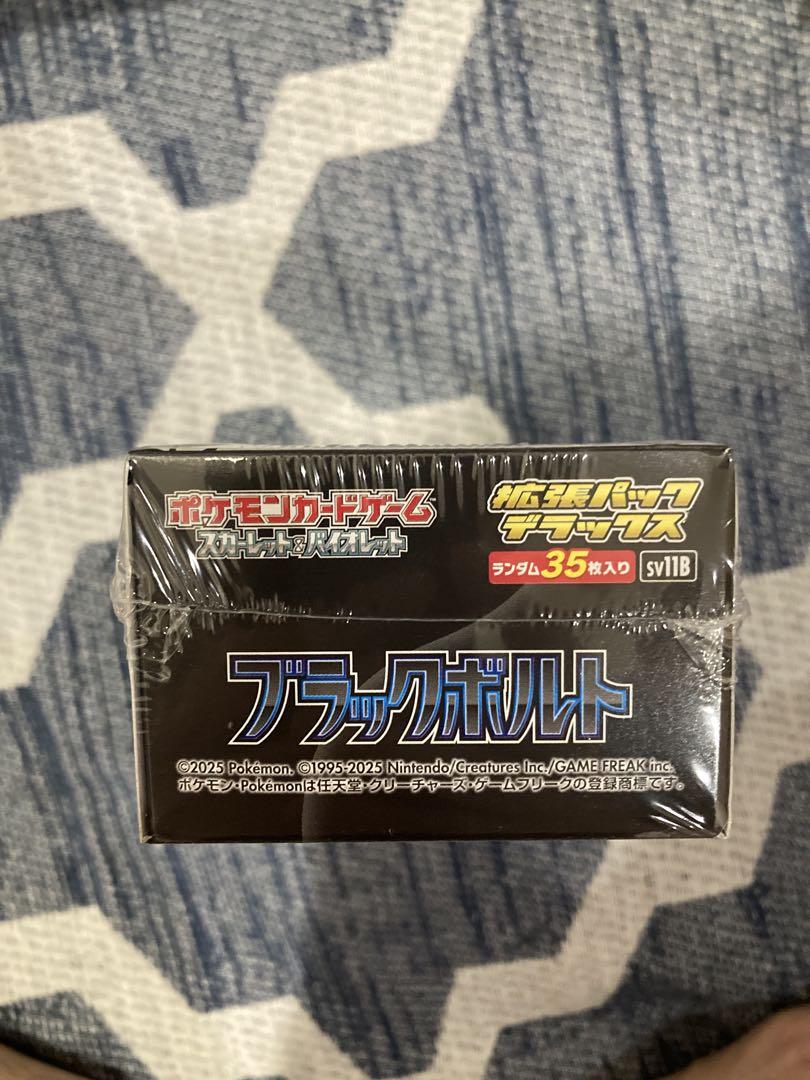 ポケモンカードゲーム™
スカーレット&バイオレット
拡張パック
デラックス
ランダム35枚入り
sv11B
ブラックボルト
©2025 Pokémon. ©1995-2025 Nintendo/Creatures Inc./GAME FREAK inc.
ポケモン・Pokémonは任天堂・クリーチャーズ・ゲームフリークの登録商標です。